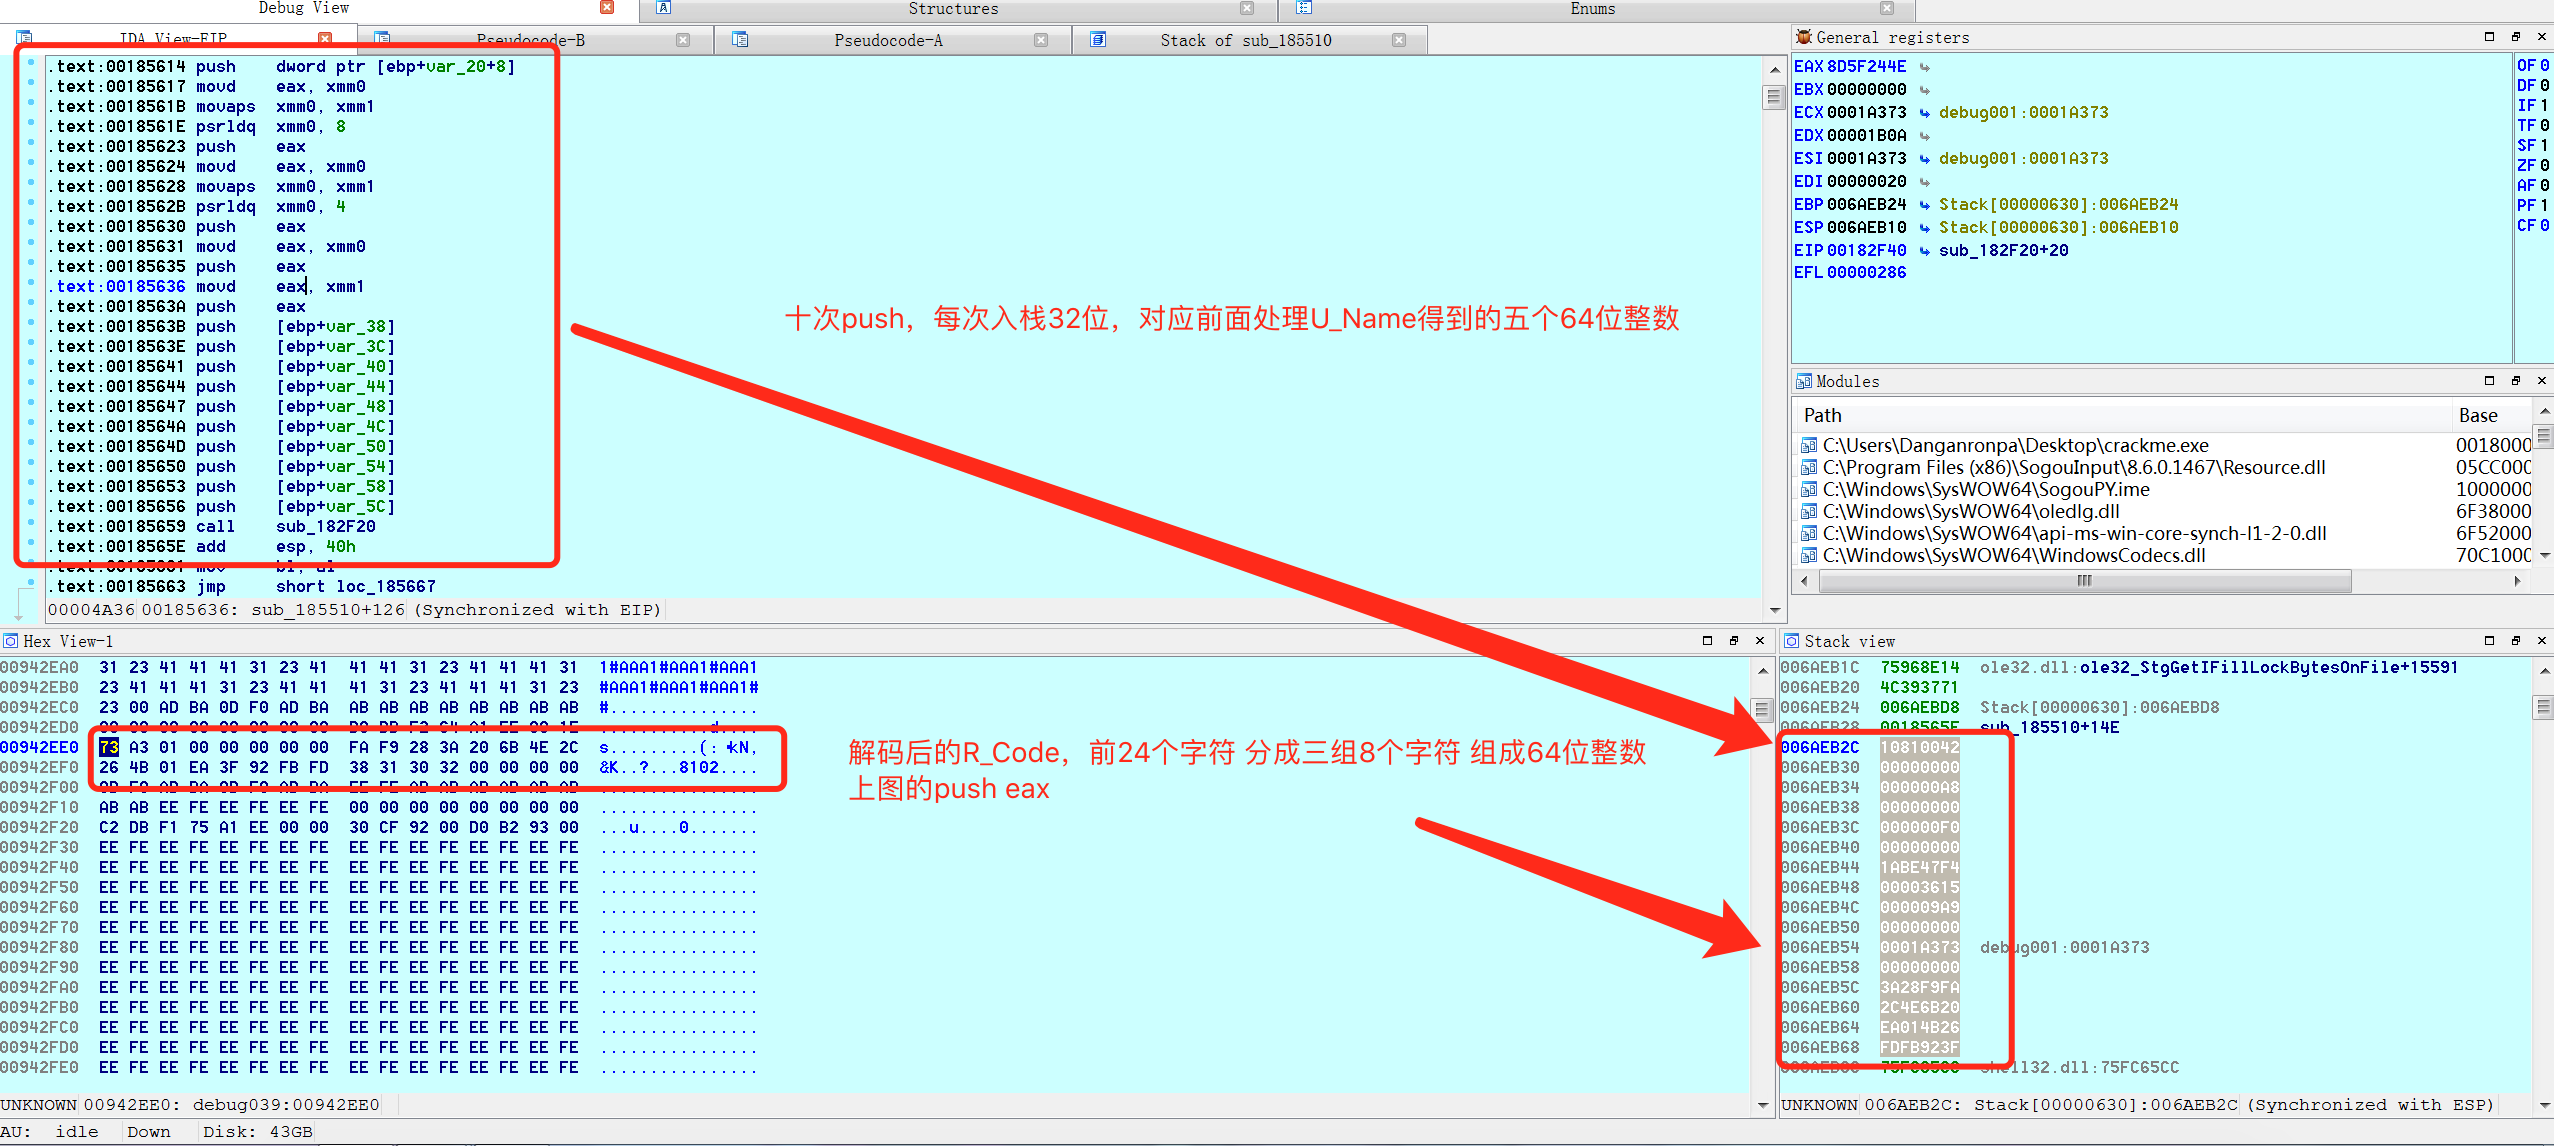 Debug View
Structures
Enums
IDA View-EIP
Pseudocode-B
Pseudocode-A
Stack of sub_185510
.text:00185614 push dword ptr [ebp+var_20+8]
.text:00185617 movd eax, xmm0
.text:0018561B movaps xmm0, xmm1
.text:0018561E psrldq xmm0, 8
.text:00185623 push eax
.text:00185624 movd eax, xmm0
.text:00185628 movaps xmm0, xmm1
.text:0018562B psrldq xmm0, 4
.text:00185630 push eax
.text:00185631 movd eax, xmm0
.text:00185635 push eax
.text:00185636 movd eax, xmm1
.text:0018563A push eax
.text:0018563B push [ebp+var_38]
.text:0018563E push [ebp+var_3C]
.text:00185641 push [ebp+var_40]
.text:00185644 push [ebp+var_44]
.text:00185647 push [ebp+var_48]
.text:0018564A push [ebp+var_4C]
.text:0018564D push [ebp+var_50]
.text:00185650 push [ebp+var_54]
.text:00185653 push [ebp+var_58]
.text:00185656 push [ebp+var_5C]
.text:00185659 call sub_182F20
.text:0018565E add esp, 40h
.text:00185661 mov bl, al
.text:00185663 jmp short loc_185667
00004A36 00185636: sub_185510+126 (Synchronized with EIP)
十次push，每次入栈32位，对应前面处理U_Name得到的五个64位整数
General registers
EAX 8D5F244E
EBX 00000000
ECX 0001A373 debug001:0001A373
EDX 00001B0A
ESI 0001A373 debug001:0001A373
EDI 00000020
EBP 006AEB24 Stack[00000630]:006AEB24
ESP 006AEB10 Stack[00000630]:006AEB10
EIP 00182F40 sub_182F20+20
EFL 00000286
OF 0
DF 0
IF 1
TF 0
SF 1
ZF 0
AF 0
PF 1
CF 0
Modules
Path Base
C:\Users\Danganronpa\Desktop\crackme.exe 0018000
C:\Program Files (x86)\SogouInput\8.6.0.1467\Resource.dll 05CC000
C:\Windows\SysWOW64\SogouPY.ime 1000000
C:\Windows\SysWOW64\oledlg.dll 6F38000
C:\Windows\SysWOW64\api-ms-win-core-synch-l1-2-0.dll 6F52000
C:\Windows\SysWOW64\WindowsCodecs.dll 70C1000
Hex View-1
00942EA0 31 23 41 41 41 31 23 41 41 41 31 23 41 41 41 31 1#AAA1#AAA1#AAA1
00942EB0 23 41 41 41 31 23 41 41 41 31 23 41 41 41 31 23 #AAA1#AAA1#AAA1#
00942EC0 23 00 AD BA 0D F0 AD BA AB AB AB AB AB AB AB AB #...............
00942ED0
00942EE0 73 A3 01 00 00 00 00 00 FA F9 28 3A 20 6B 4E 2C s.........(: kN,
00942EF0 26 4B 01 EA 3F 92 FB FD 38 31 30 32 00 00 00 00 &K..?...8102....
00942F00
00942F10 AB AB EE FE EE FE EE FE 00 00 00 00 00 00 00 00 ................
00942F20 C2 DB F1 75 A1 EE 00 00 30 CF 92 00 D0 B2 93 00 ...u....0.......
00942F30 EE FE EE FE EE FE EE FE EE FE EE FE EE FE EE FE ................
00942F40 EE FE EE FE EE FE EE FE EE FE EE FE EE FE EE FE ................
00942F50 EE FE EE FE EE FE EE FE EE FE EE FE EE FE EE FE ................
00942F60 EE FE EE FE EE FE EE FE EE FE EE FE EE FE EE FE ................
00942F70 EE FE EE FE EE FE EE FE EE FE EE FE EE FE EE FE ................
00942F80 EE FE EE FE EE FE EE FE EE FE EE FE EE FE EE FE ................
00942F90 EE FE EE FE EE FE EE FE EE FE EE FE EE FE EE FE ................
00942FA0 EE FE EE FE EE FE EE FE EE FE EE FE EE FE EE FE ................
00942FB0 EE FE EE FE EE FE EE FE EE FE EE FE EE FE EE FE ................
00942FC0 EE FE EE FE EE FE EE FE EE FE EE FE EE FE EE FE ................
00942FD0 EE FE EE FE EE FE EE FE EE FE EE FE EE FE EE FE ................
00942FE0 EE FE EE FE EE FE EE FE EE FE EE FE EE FE EE FE ................
UNKNOWN 00942EE0: debug039:00942EE0
解码后的R_Code，前24个字符 分成三组8个字符 组成64位整数
上图的push eax
Stack view
006AEB1C 75968E14 ole32.dll:ole32_StgGetIFillLockBytesOnFile+15591
006AEB20 4C393771
006AEB24 006AEBD8 Stack[00000630]:006AEBD8
006AEB28 0018565E sub_185510+14E
006AEB2C 10810042
006AEB30 00000000
006AEB34 000000A8
006AEB38 00000000
006AEB3C 000000F0
006AEB40 00000000
006AEB44 1ABE47F4
006AEB48 00003615
006AEB4C 000009A9
006AEB50 00000000
006AEB54 0001A373 debug001:0001A373
006AEB58 00000000
006AEB5C 3A28F9FA
006AEB60 2C4E6B20
006AEB64 EA014B26
006AEB68 FDFB923F
shell32.dll:75FC65CC
UNKNOWN 006AEB2C: Stack[00000630]:006AEB2C (Synchronized with ESP)
AU: idle Down Disk: 43GB